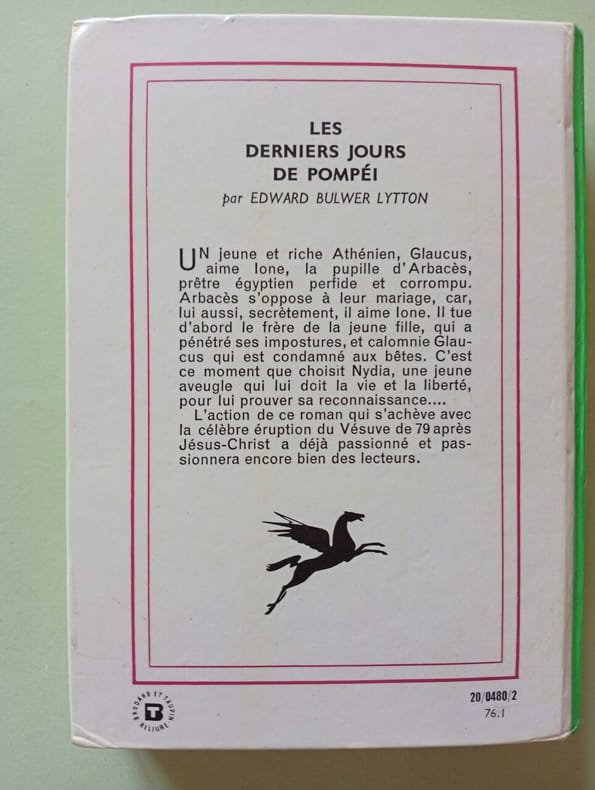 LES
DERNIERS JOURS
DE POMPÉI
par EDWARD BULWER LYTTON
UN jeune et riche Athénien, Glaucus,
aime Ione, la pupille d'Arbacès,
prêtre égyptien perfide et corrompu.
Arbacès s'oppose à leur mariage, car,
lui aussi, secrètement, il aime Ione. Il tue
d'abord le frère de la jeune fille, qui a
pénétré ses impostures, et calomnie Glau-
cus qui est condamné aux bêtes. C'est
ce moment que choisit Nydia, une jeune
aveugle qui lui doit la vie et la liberté,
pour lui prouver sa reconnaissance....
L'action de ce roman qui s'achève avec
la célèbre éruption du Vésuve de 79 après
Jésus-Christ a déjà passionné et pas-
sionnera encore bien des lecteurs.
BRODARD ET TAUPIN
RELIURE
20/0480/2
76.1